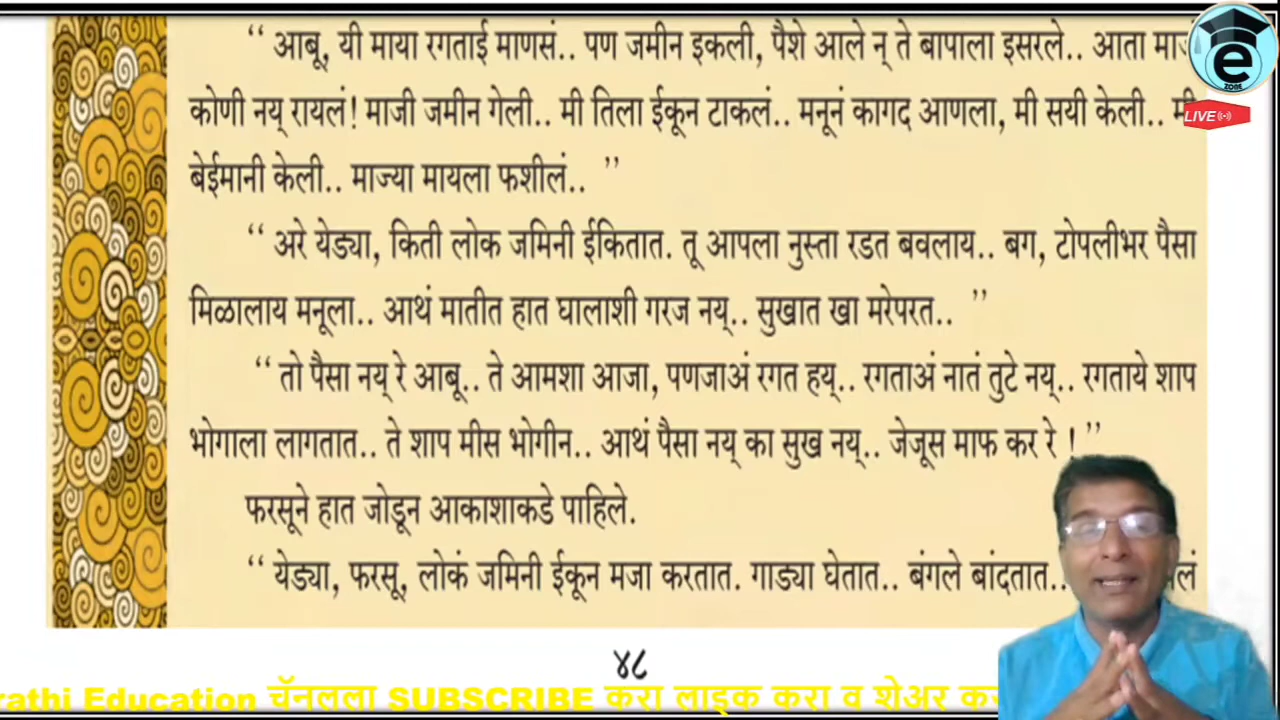 “ आबू, यी माया रगताई माणसं.. पण जमीन इकली, पैशे आले न् ते बापाला इसरले.. आता
कोणी नय् रायलं! माजी जमीन गेली.. मी तिला ईकून टाकलं.. मनूनं कागद आणला, मी सयी केली.. मी
बेईमानी केली.. माज्या मायला फशीलं.. ”
“ अरे येड्या, किती लोक जमिनी ईकितात. तू आपला नुस्ता रडत बवलाय.. बग, टोपलीभर पैसा
मिळालाय मनूला.. आथं मातीत हात घालाशी गरज नय्.. सुखात खा मरेपरत.. ”
“ तो पैसा नय् रे आबू.. ते आमशा आजा, पणजाअं रगत हय्.. रगताअं नातं तुटे नय्.. रगताये शाप
भोगाला लागतात.. ते शाप मीस भोगीन.. आथं पैसा नय् का सुख नय्.. जेजूस माफ कर रे ! ”
फरसूने हात जोडून आकाशाकडे पाहिले.
“ येड्या, फरसू, लोकं जमिनी ईकून मजा करतात. गाड्या घेतात.. बंगले बांदतात..
४८
e
ZONE
LIVE
rathi Education चॅनलला SUBSCRIBE करा लाइक करा व शेअर कर